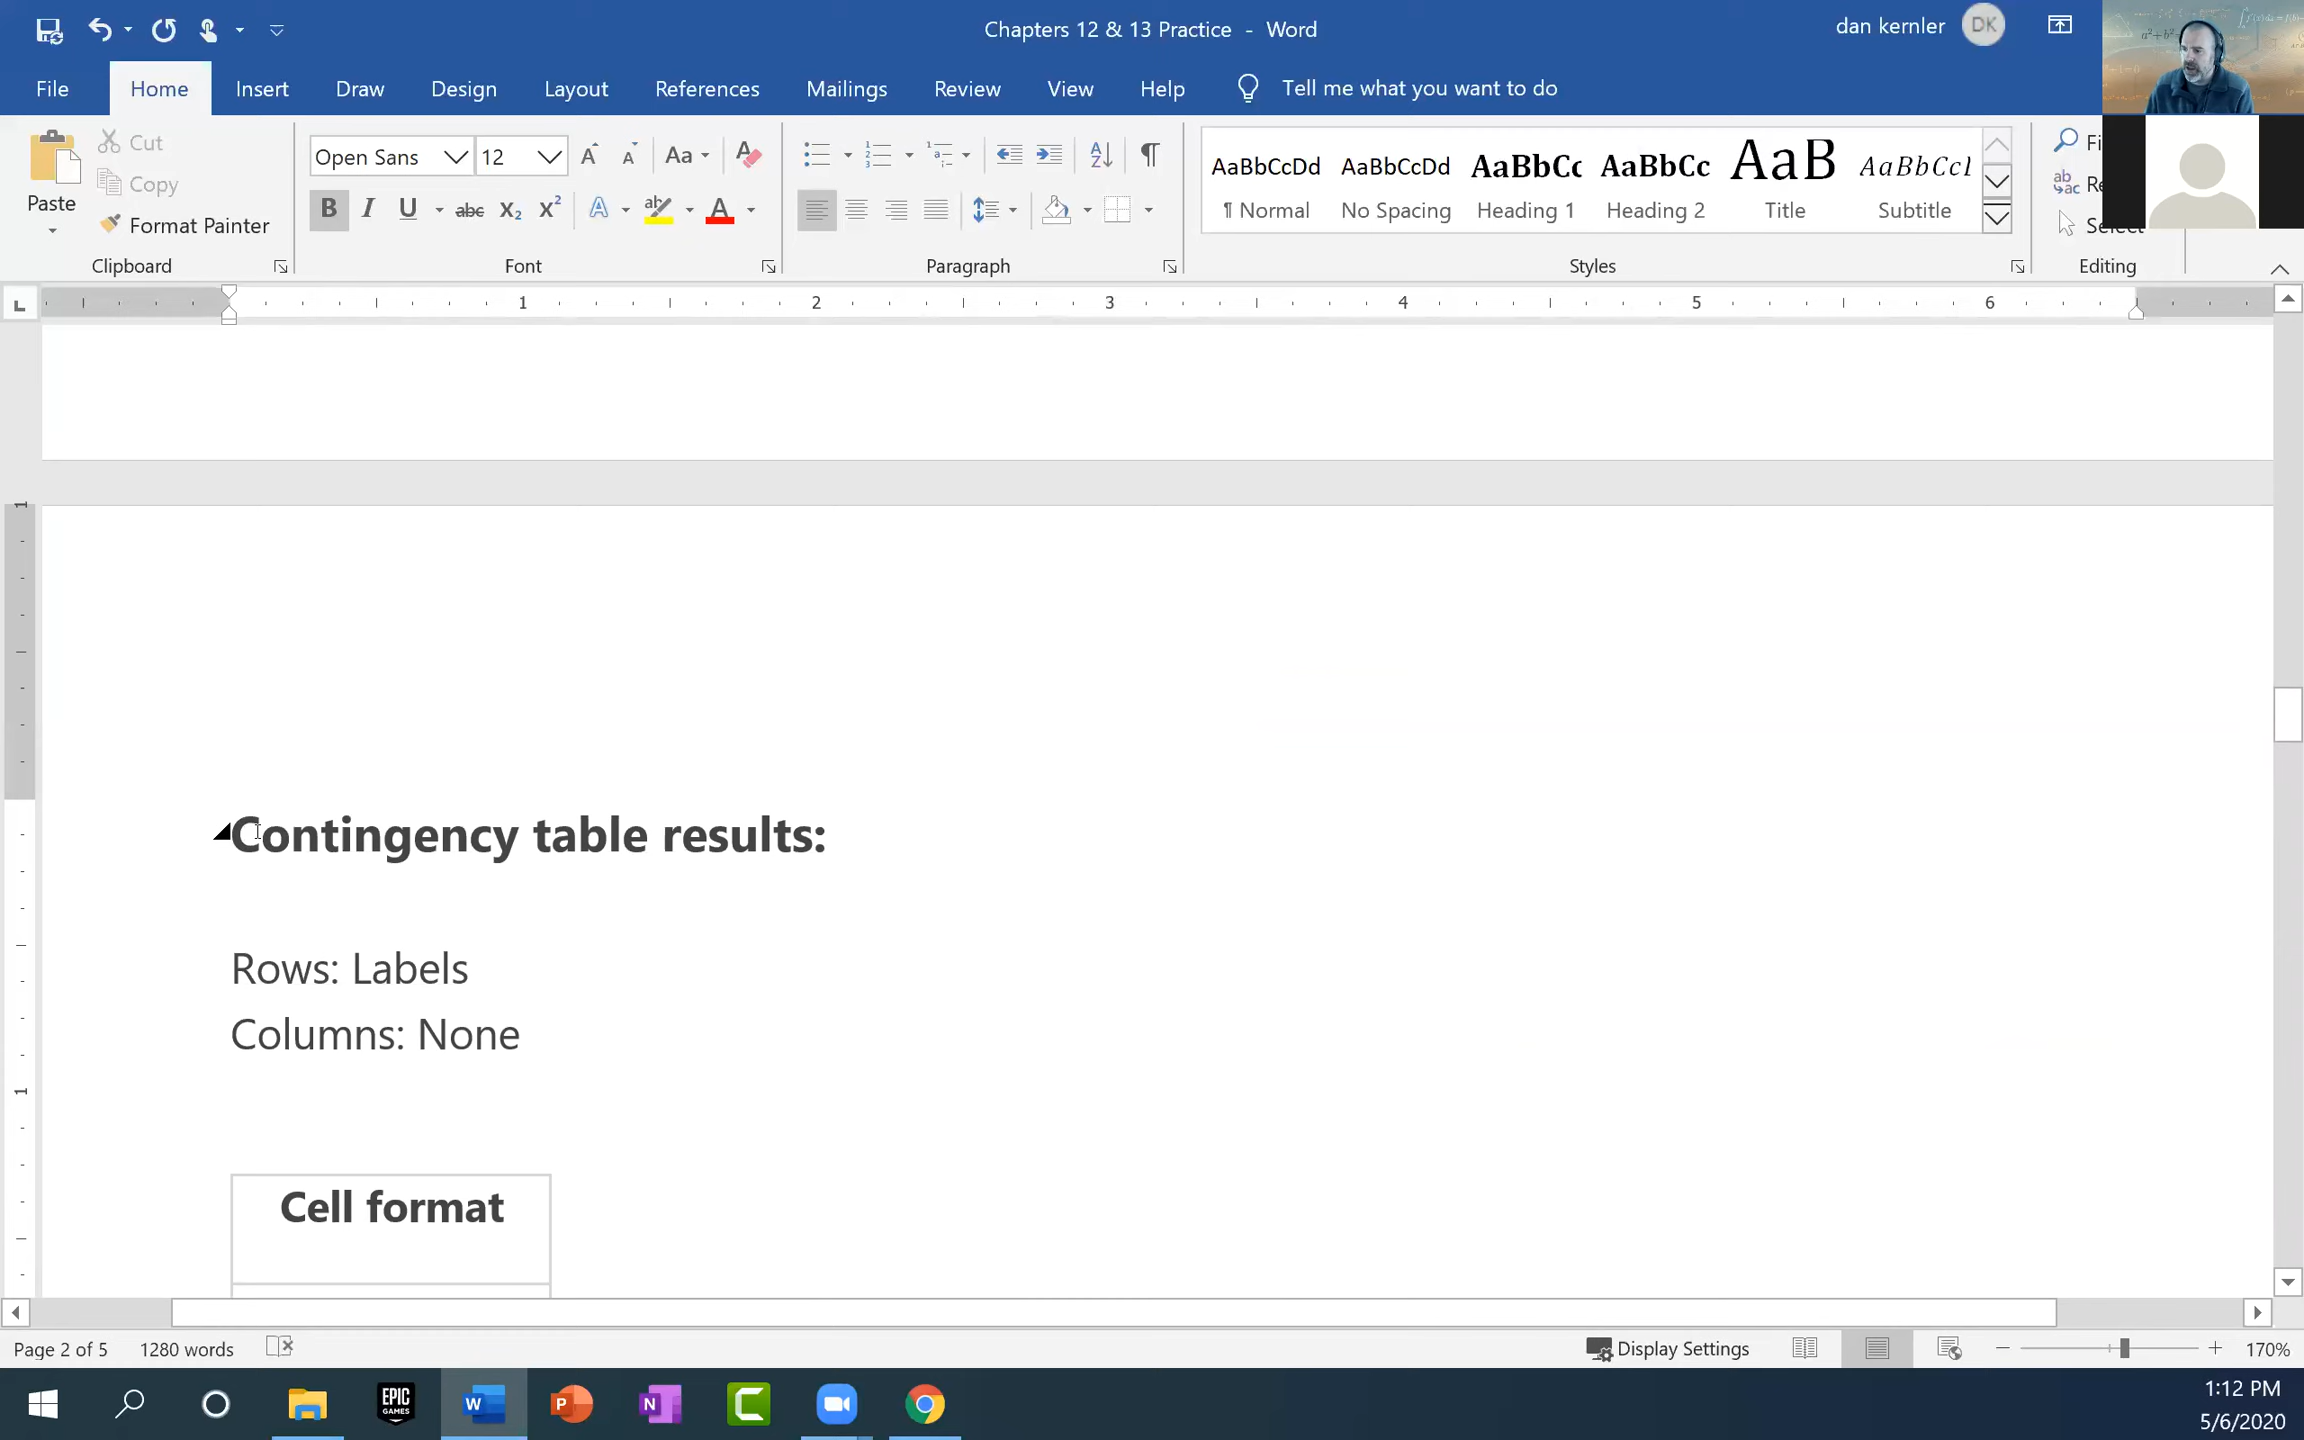 Chapters 12 & 13 Practice - Word
dan kernler DK
File Home Insert Draw Design Layout References Mailings Review View Help Tell me what you want to do
Paste
Cut
Copy
Format Painter
Clipboard
Open Sans 12
Font
Paragraph
AaBbCcDd AaBbCcDd AaBbCc AaBbCc AaB AaBbCcI
¶ Normal No Spacing Heading 1 Heading 2 Title Subtitle
Styles
Select
Editing
1 2 3 4 5 6
Contingency table results:
Rows: Labels
Columns: None
Cell format
Page 2 of 5 1280 words
Display Settings
170%
EPIC GAMES
1:12 PM
5/6/2020